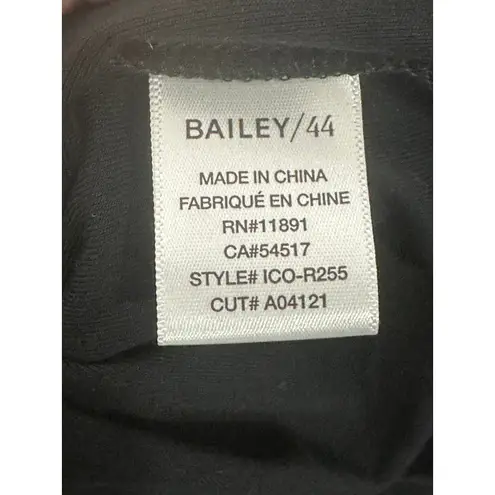 BAILEY/44
MADE IN CHINA
FABRIQUÉ EN CHINE
RN#11891
CA#54517
STYLE# ICO-R255
CUT# A04121